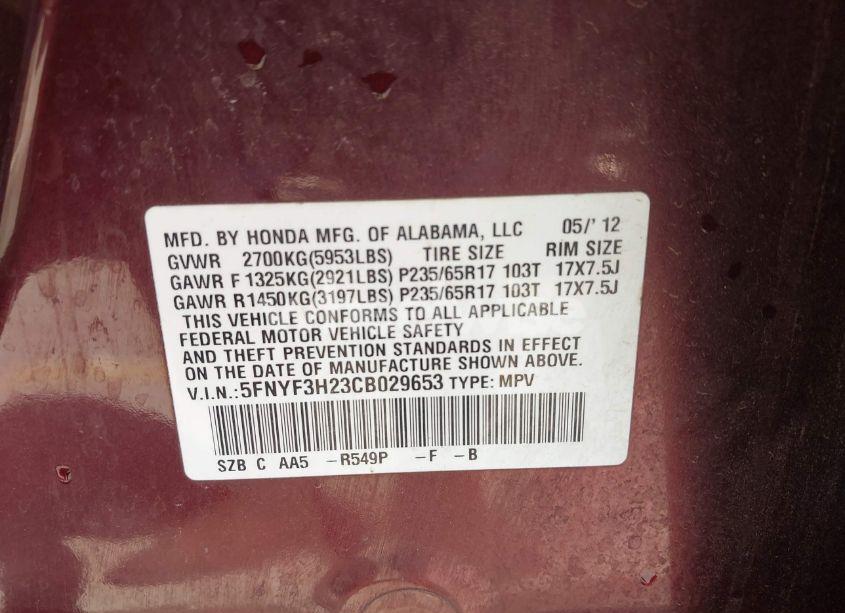 MFD. BY HONDA MFG. OF ALABAMA, LLC 05/' 12
GVWR 2700KG(5953LBS) TIRE SIZE RIM SIZE
GAWR F 1325KG(2921LBS) P235/65R17 103T 17X7.5J
GAWR R1450KG(3197LBS) P235/65R17 103T 17X7.5J
THIS VEHICLE CONFORMS TO ALL APPLICABLE
FEDERAL MOTOR VEHICLE SAFETY
AND THEFT PREVENTION STANDARDS IN EFFECT
ON THE DATE OF MANUFACTURE SHOWN ABOVE.
V.I.N.:5FNYF3H23CB029653 TYPE: MPV
SZB C AA5 -R549P -F -B